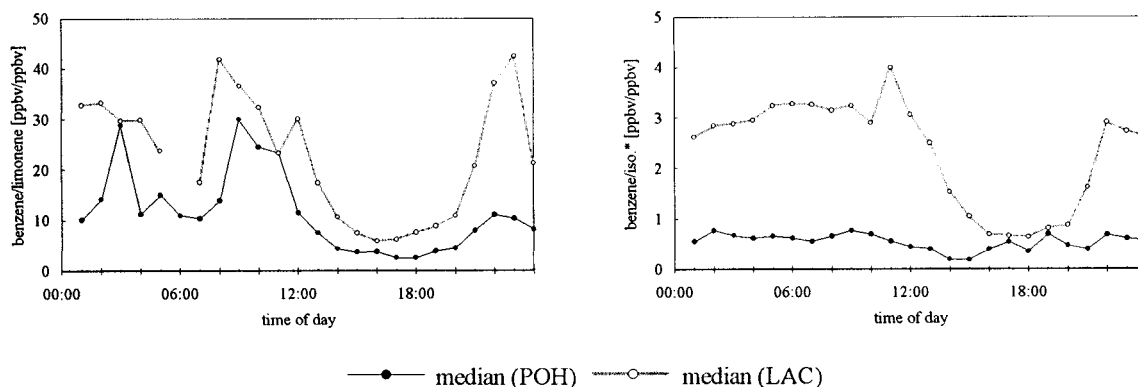 50
40
30
20
10
0
benzene/limonene [ppbv/ppbv]
00:00 06:00 12:00 18:00
time of day
5
4
3
2
1
0
benzene/iso.* [ppbv/ppbv]
00:00 06:00 12:00 18:00
time of day
median (POH) median (LAC)